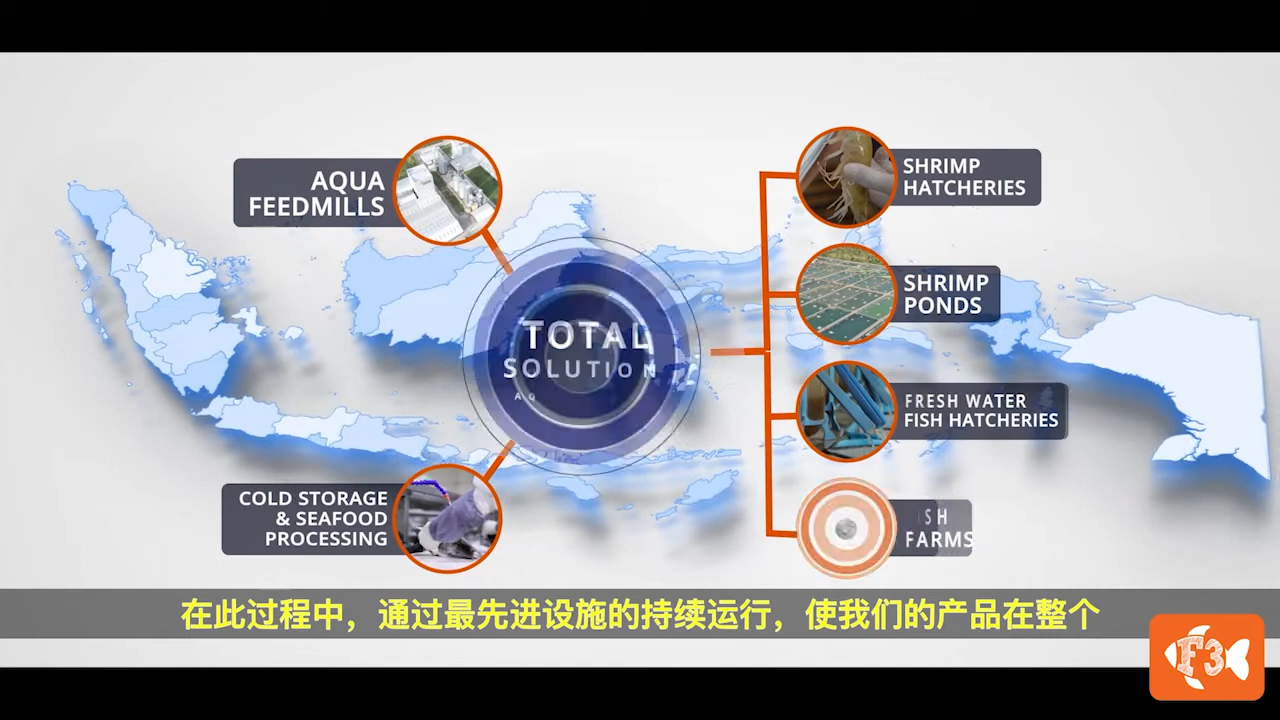 AQUA
FEEDMILLS
TOTAL
SOLUTION
COLD STORAGE
& SEAFOOD
PROCESSING
SHRIMP
HATCHERIES
SHRIMP
PONDS
FRESH WATER
FISH HATCHERIES
FARMS
在此过程中，通过最先进设施的持续运行，使我们的产品在整个
F3